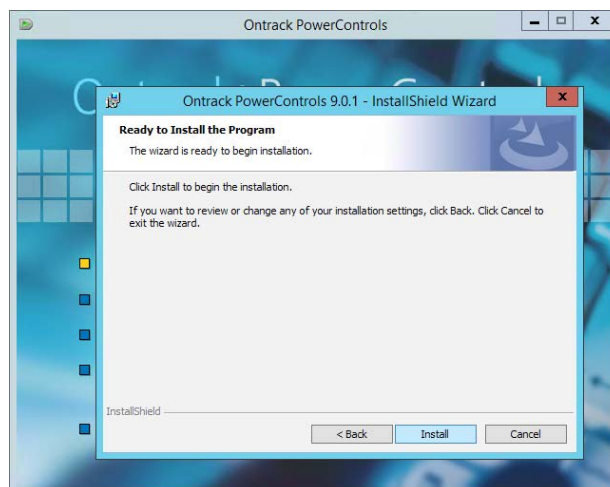 Ontrack PowerControls
Ontrack PowerControls 9.0.1 - InstallShield Wizard
Ready to Install the Program
The wizard is ready to begin installation.
Click Install to begin the installation.
If you want to review or change any of your installation settings, click Back. Click Cancel to
exit the wizard.
InstallShield
< Back
Install
Cancel